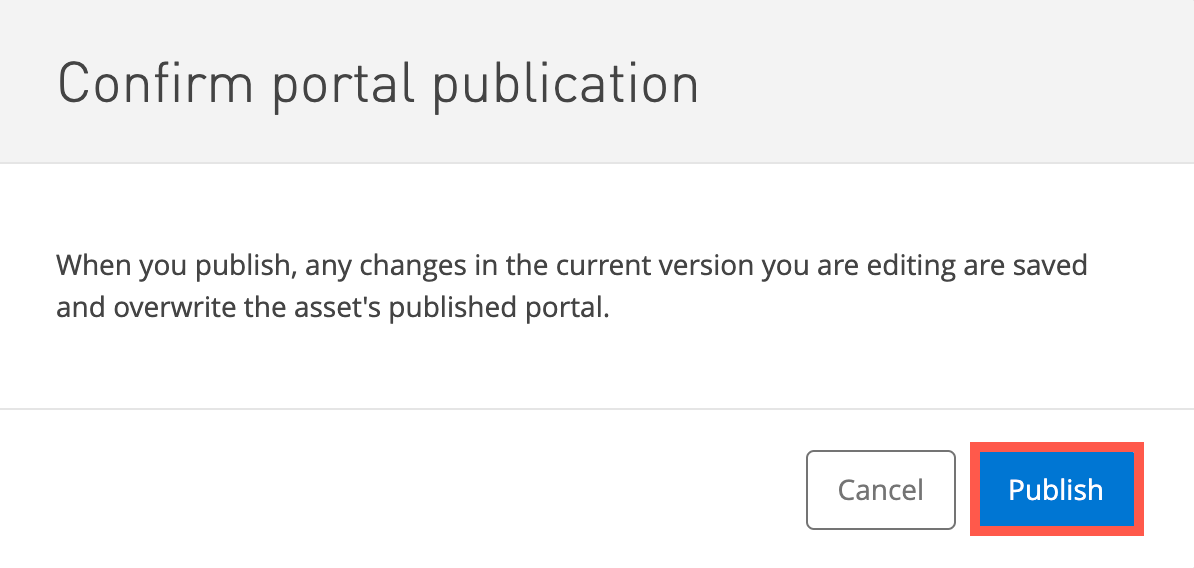 Confirm portal publication
When you publish, any changes in the current version you are editing are saved
and overwrite the asset's published portal.
Cancel
Publish